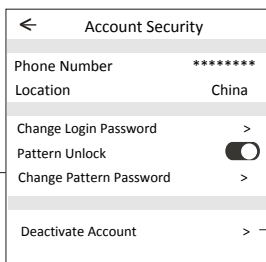 Account Security
Phone Number ********
Location China
Change Login Password >
Pattern Unlock
Change Pattern Password >
Deactivate Account >